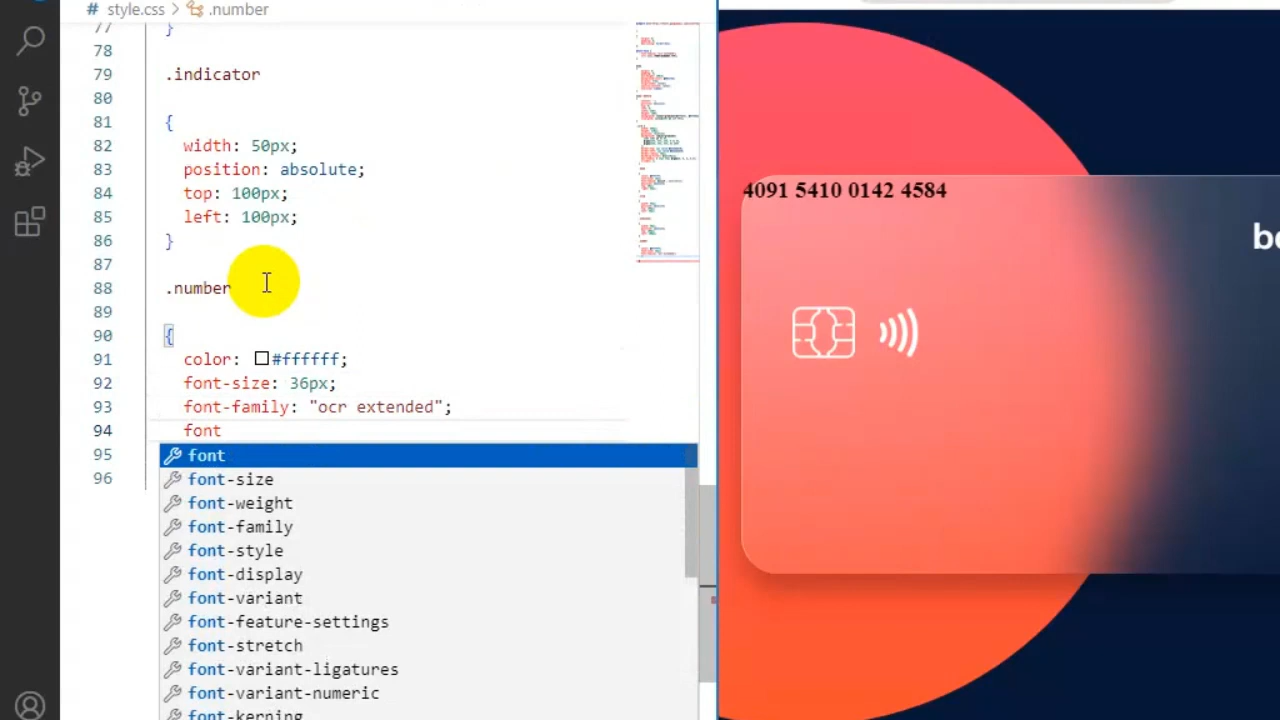 # style.css > .number
77 }
78
79 .indicator
80
81 {
82 width: 50px;
83 position: absolute;
84 top: 100px;
85 left: 100px;
86 }
87
88 .number
89
90 {
91 color: #ffffff;
92 font-size: 36px;
93 font-family: "ocr extended";
94 font
95
96
font
font-size
font-weight
font-family
font-style
font-display
font-variant
font-feature-settings
font-stretch
font-variant-ligatures
font-variant-numeric
font-kerning
4091 5410 0142 4584